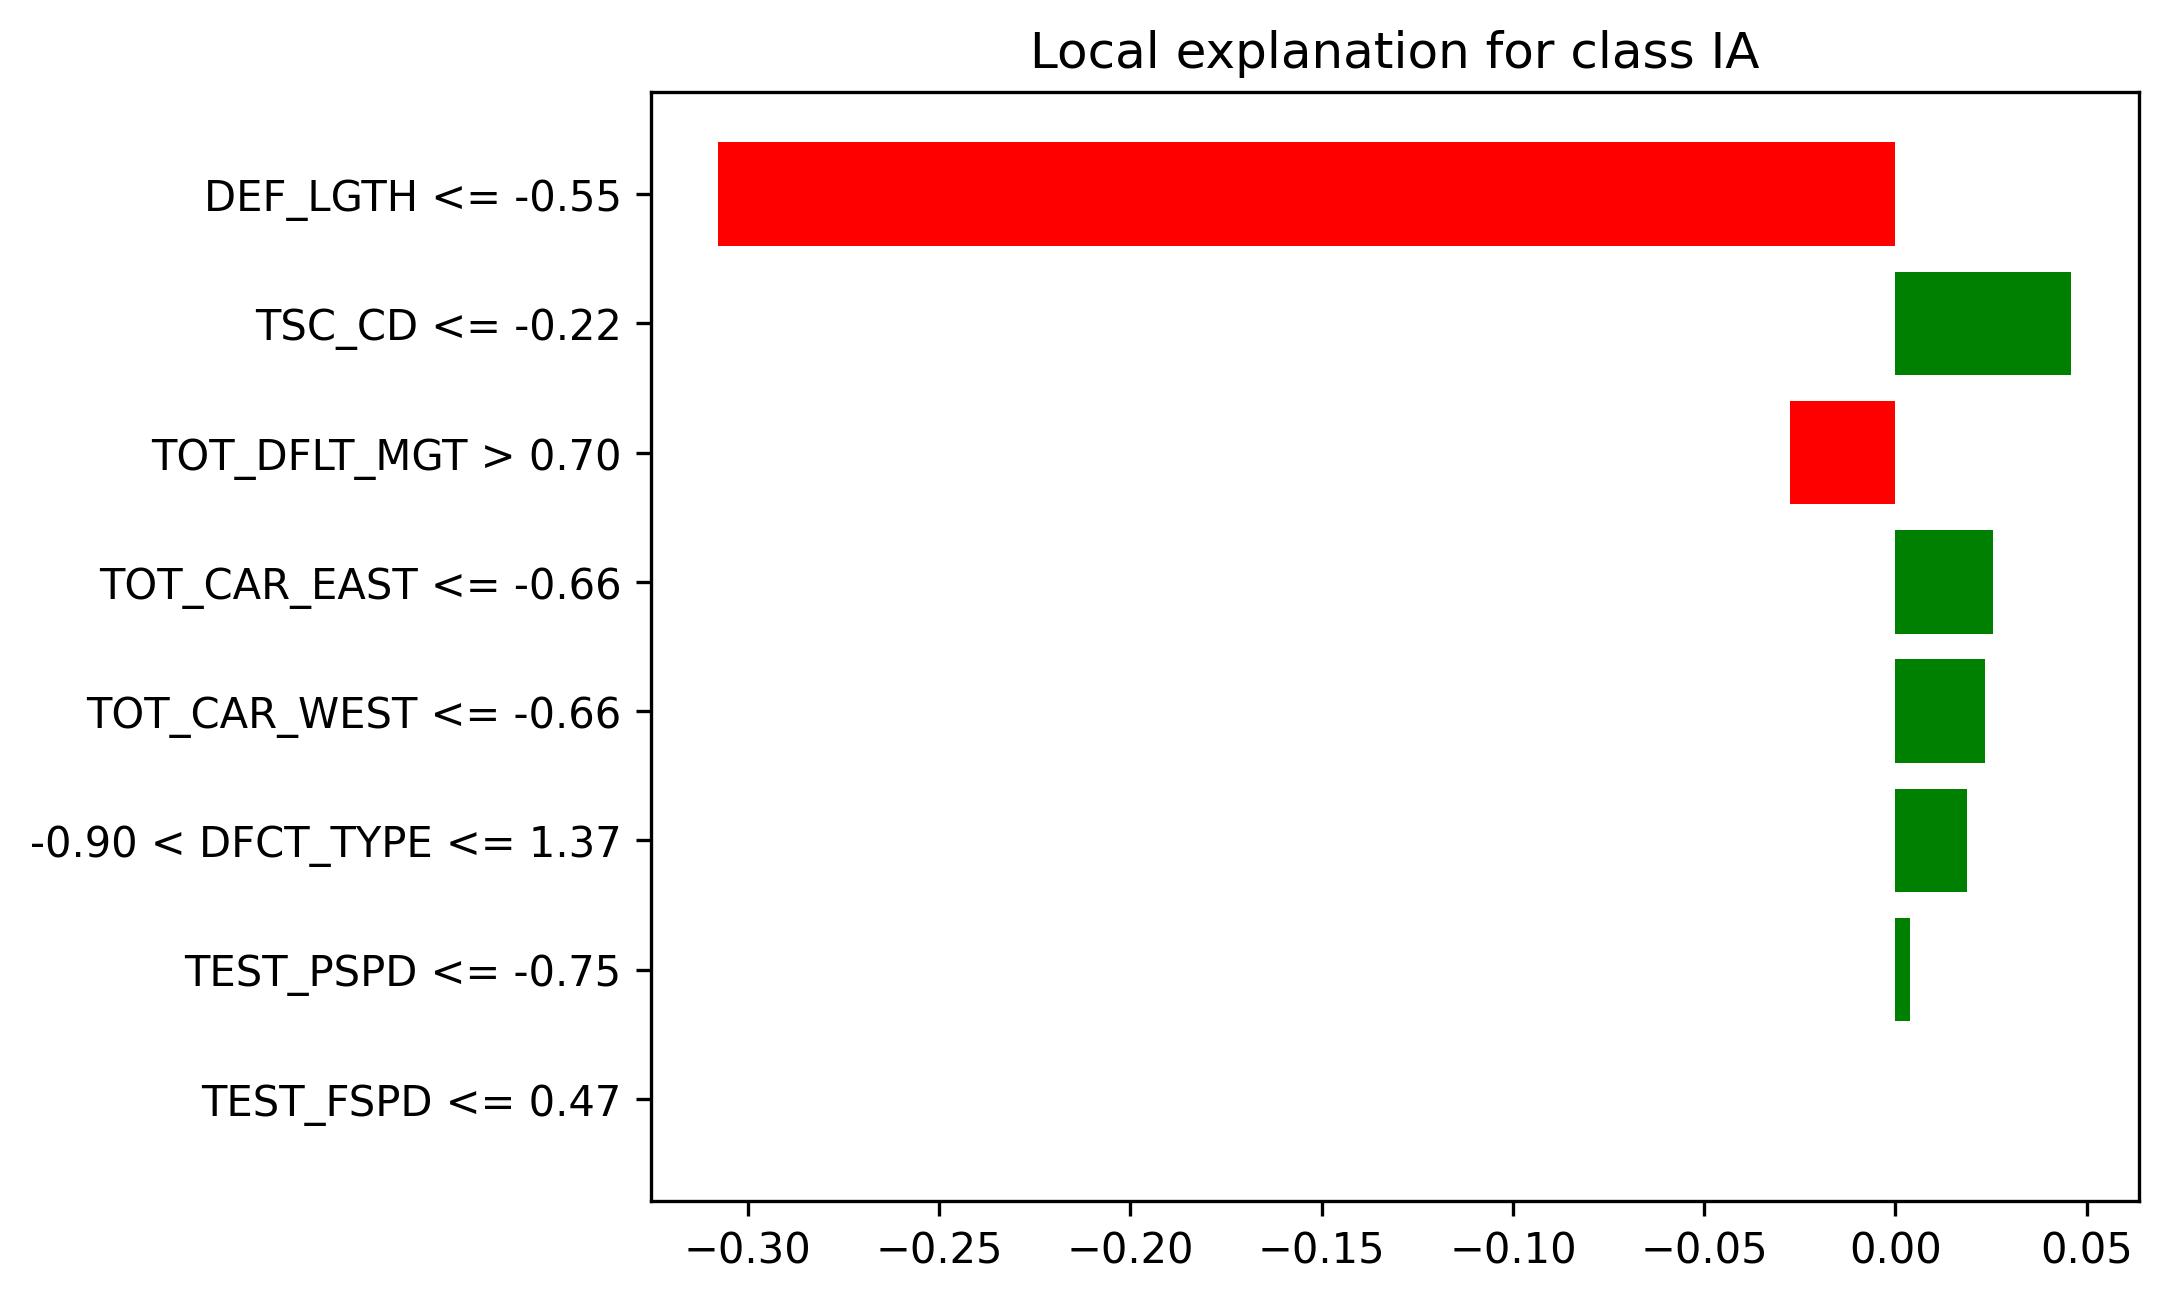 Local explanation for class IA
DEF_LGTH <= -0.55
TSC_CD <= -0.22
TOT_DFLT_MGT > 0.70
TOT_CAR_EAST <= -0.66
TOT_CAR_WEST <= -0.66
-0.90 < DFCT_TYPE <= 1.37
TEST_PSPD <= -0.75
TEST_FSPD <= 0.47
−0.30 −0.25 −0.20 −0.15 −0.10 −0.05 0.00 0.05